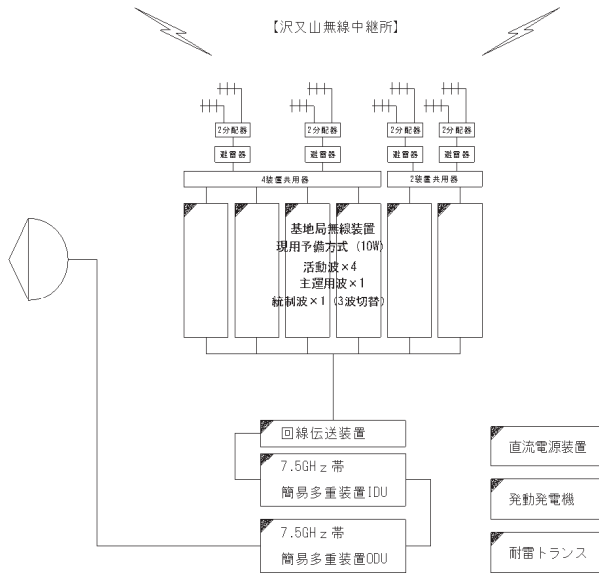 【沢又山無線中継所】
2分配器 2分配器 2分配器 2分配器
避雷器 避雷器 避雷器 避雷器
4装置共用器 2装置共用器
基地局無線装置
現用予備方式（10W）
活動波×4
主運用波×1
統制波×1（3波切替）
回線伝送装置
7.5GHz帯
簡易多重装置IDU
7.5GHz帯
簡易多重装置ODU
直流電源装置
発動発電機
耐雷トランス